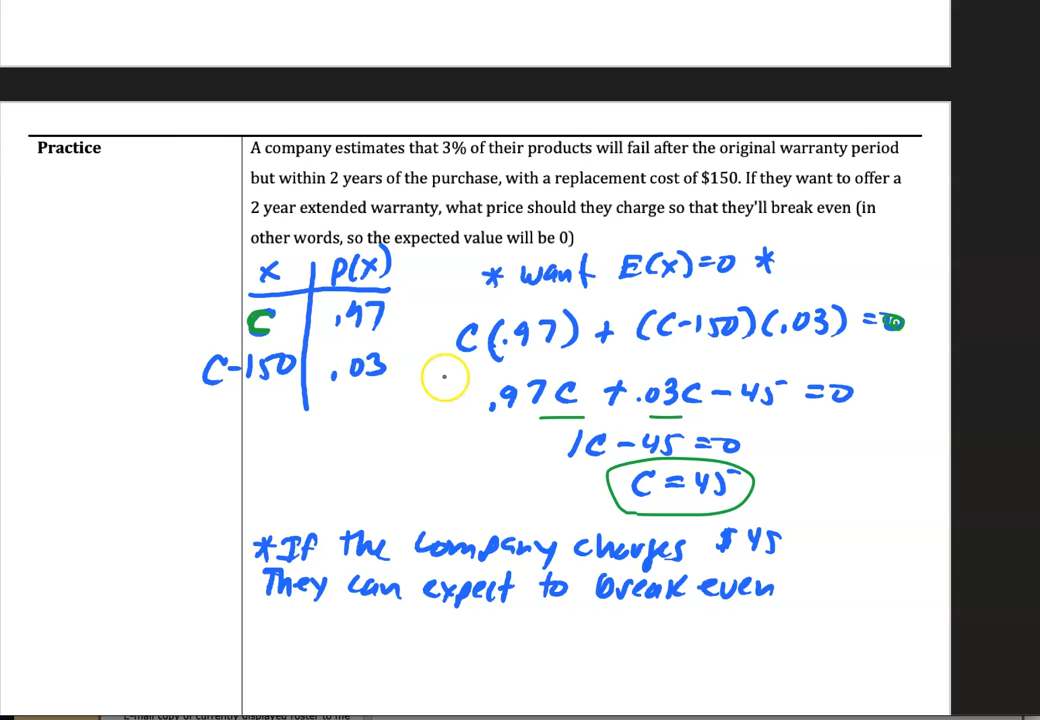 Practice
A company estimates that 3% of their products will fail after the original warranty period
but within 2 years of the purchase, with a replacement cost of $150. If they want to offer a
2 year extended warranty, what price should they charge so that they'll break even (in
other words, so the expected value will be 0)
x P(x)
* want E(x)=0 *
C .97
C(.97) + (C-150)(.03) =0
C-150 .03
.97C + .03C - 45 = 0
1C - 45 = 0
C = 45
*If the company charges $45
They can expect to break even